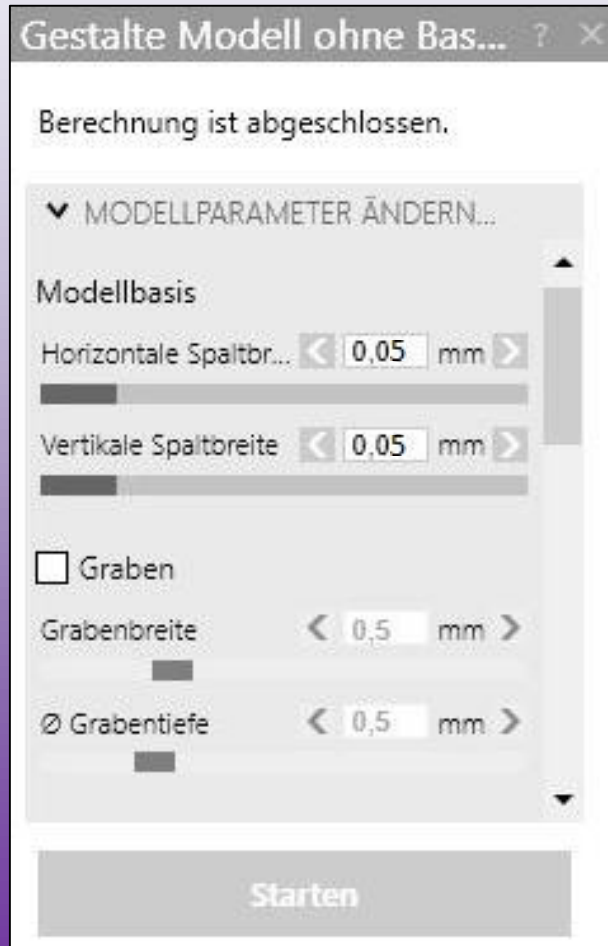 Gestalte Modell ohne Bas... ? ×
Berechnung ist abgeschlossen.
MODELLPARAMETER ÄNDERN...
Modellbasis
Horizontale Spaltbr... < 0,05 mm >
Vertikale Spaltbreite < 0,05 mm >
Graben
Grabenbreite < 0,5 mm >
Ø Grabentiefe < 0,5 mm >
Starten